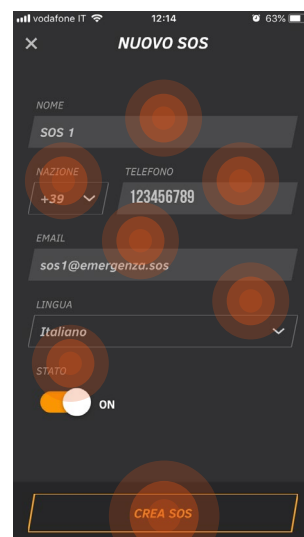 vodafone IT 12:14 63%
NUOVO SOS
NOME
SOS 1
NAZIONE TELEFONO
+39 123456789
EMAIL
sos1@emergenza.sos
LINGUA
Italiano
STATO
ON
CREA SOS